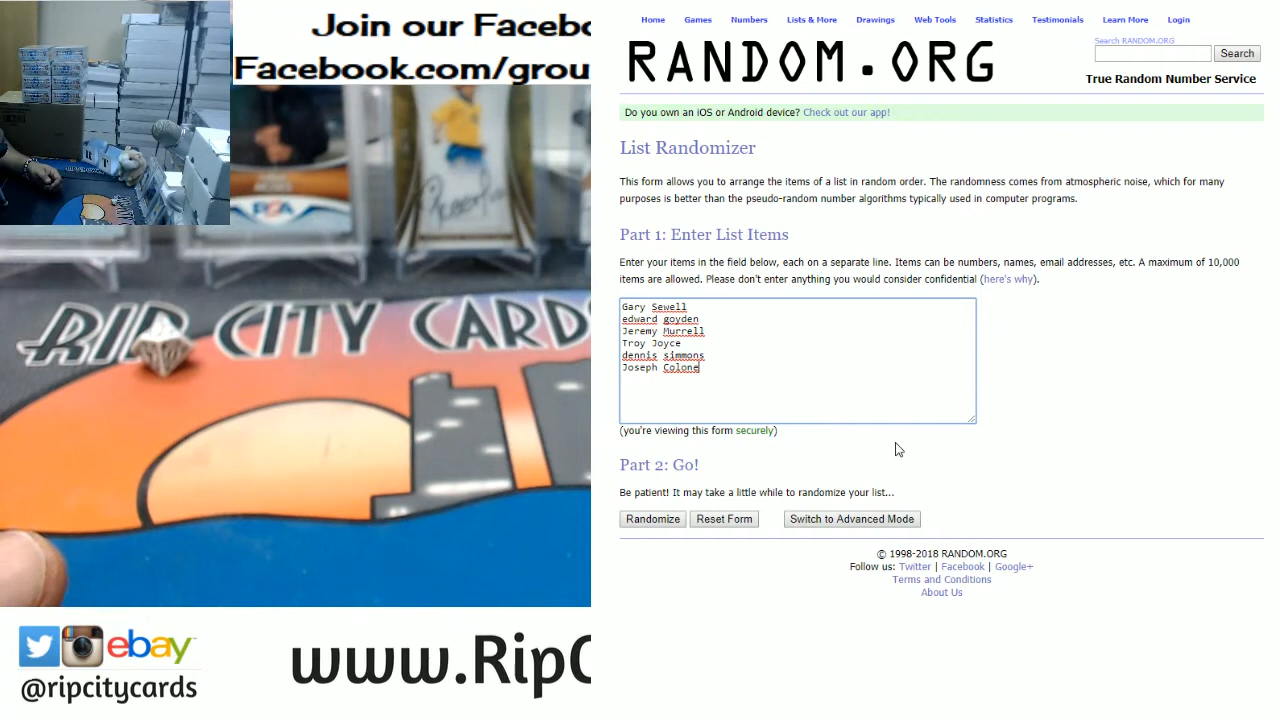 Join our Facebo
Facebook.com/grou
RIP CITY CARDS
ebay
@ripcitycards
www.RipC
Home Games Numbers Lists & More Drawings Web Tools Statistics Testimonials Learn More Login
RANDOM.ORG
Search RANDOM.ORG
Search
True Random Number Service
Do you own an iOS or Android device? Check out our app!
List Randomizer
This form allows you to arrange the items of a list in random order. The randomness comes from atmospheric noise, which for many
purposes is better than the pseudo-random number algorithms typically used in computer programs.
Part 1: Enter List Items
Enter your items in the field below, each on a separate line. Items can be numbers, names, email addresses, etc. A maximum of 10,000
items are allowed. Please don't enter anything you would consider confidential (here's why).
Gary Sewell
edward goyden
Jeremy Murrell
Troy Joyce
dennis simmons
Joseph Colone
(you're viewing this form securely)
Part 2: Go!
Be patient! It may take a little while to randomize your list...
Randomize Reset Form Switch to Advanced Mode
© 1998-2018 RANDOM.ORG
Follow us: Twitter | Facebook | Google+
Terms and Conditions
About Us